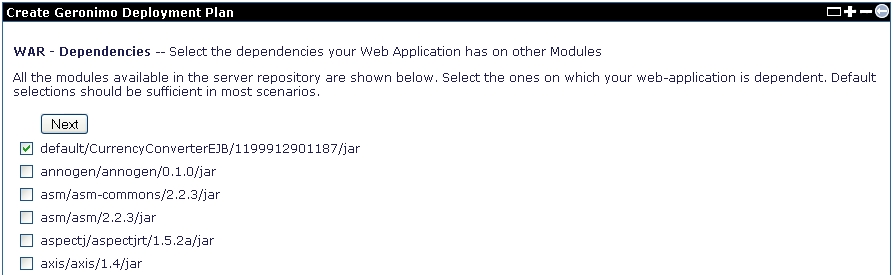 Create Geronimo Deployment Plan
WAR - Dependencies -- Select the dependencies your Web Application has on other Modules
All the modules available in the server repository are shown below. Select the ones on which your web-application is dependent. Default
selections should be sufficient in most scenarios.
Next
default/CurrencyConverterEJB/1199912901187/jar
annogen/annogen/0.1.0/jar
asm/asm-commons/2.2.3/jar
asm/asm/2.2.3/jar
aspectj/aspectjrt/1.5.2a/jar
axis/axis/1.4/jar